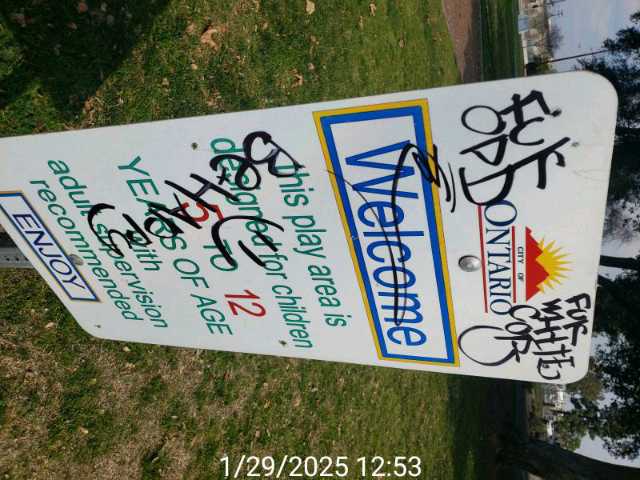 FUK
OPD
FUK
WHITE
COPS
CITY OF
ONTARIO
Welcome
This play area is
designed for children
5 TO 12
YEARS OF AGE
with
adult supervision
recommended
ENJOY
1/29/2025 12:53